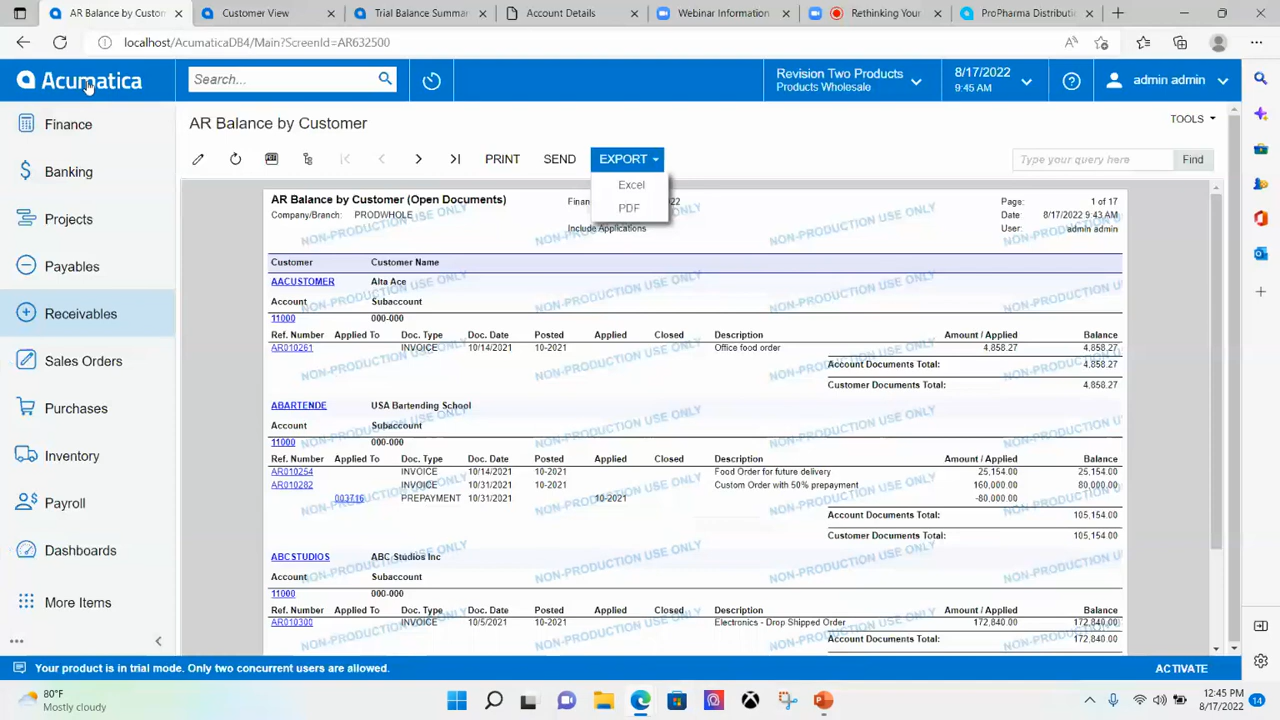 AR Balance by Custom
Customer View
Trial Balance Summar
Account Details
Webinar Information
Rethinking Your
ProPharma Distributi
localhost/AcumaticaDB4/Main?ScreenId=AR632500
Acumatica
Search...
Revision Two Products
Products Wholesale
8/17/2022
9:45 AM
admin admin
Finance
Banking
Projects
Payables
Receivables
Sales Orders
Purchases
Inventory
Payroll
Dashboards
More Items
AR Balance by Customer
TOOLS
PRINT SEND EXPORT
Type your query here Find
Excel
PDF
AR Balance by Customer (Open Documents)
Company/Branch: PRODWHOLE
Include Applications
Page: 1 of 17
Date: 8/17/2022 9:43 AM
User: admin admin
Customer Customer Name
AACUSTOMER Alta Ace
Account Subaccount
11000 000-000
Ref. Number Applied To Doc. Type Doc. Date Posted Applied Closed Description Amount / Applied Balance
AR010261 INVOICE 10/14/2021 10-2021 Office food order 4,858.27 4,858.27
Account Documents Total: 4,858.27
Customer Documents Total: 4,858.27
ABARTENDE USA Bartending School
Account Subaccount
11000 000-000
Ref. Number Applied To Doc. Type Doc. Date Posted Applied Closed Description Amount / Applied Balance
AR010254 INVOICE 10/14/2021 10-2021 Food Order for future delivery 25,154.00 25,154.00
AR010282 INVOICE 10/31/2021 10-2021 Custom Order with 50% prepayment 160,000.00 80,000.00
003716 PREPAYMENT 10/31/2021 10-2021 -80,000.00
Account Documents Total: 105,154.00
Customer Documents Total: 105,154.00
ABCSTUDIOS ABC Studios Inc
Account Subaccount
11000 000-000
Ref. Number Applied To Doc. Type Doc. Date Posted Applied Closed Description Amount / Applied Balance
AR010300 INVOICE 10/5/2021 10-2021 Electronics - Drop Shipped Order 172,840.00 172,840.00
Account Documents Total: 172,840.00
NON-PRODUCTION USE ONLY
Your product is in trial mode. Only two concurrent users are allowed.
ACTIVATE
80°F
Mostly cloudy
12:45 PM
8/17/2022
14